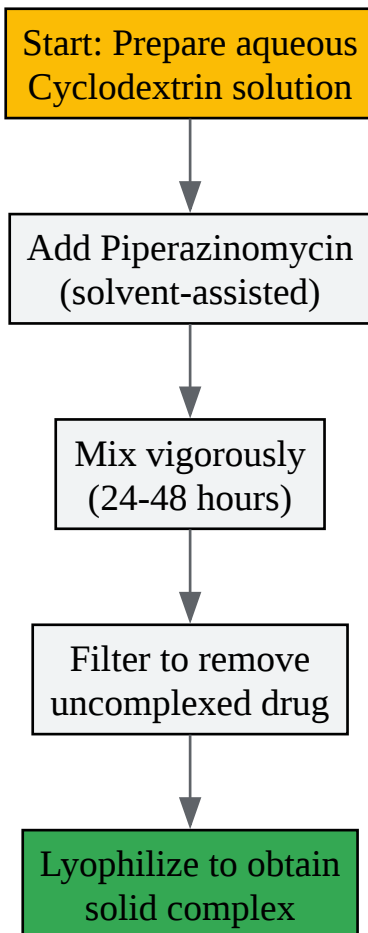 Start: Prepare aqueous
Cyclodextrin solution
Add Piperazinomycin
(solvent-assisted)
Mix vigorously
(24-48 hours)
Filter to remove
uncomplexed drug
Lyophilize to obtain
solid complex